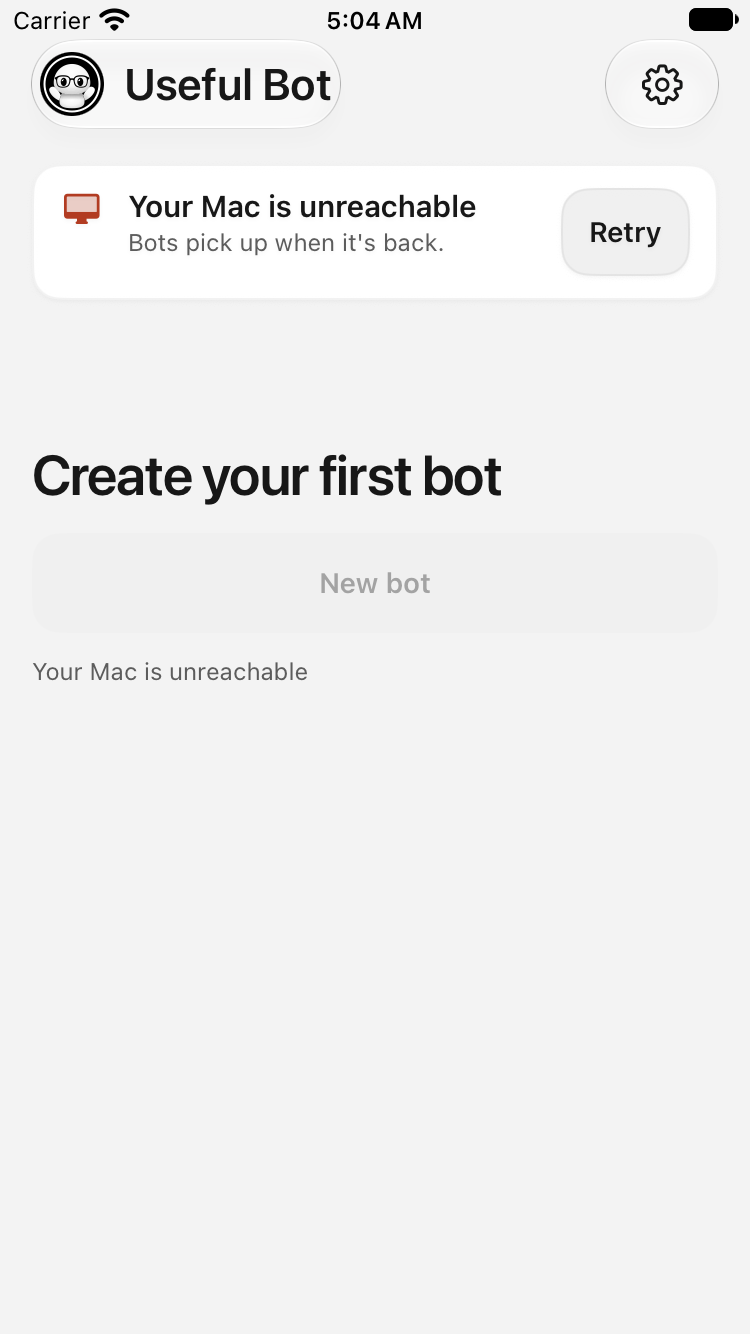 Carrier 5:04 AM
Useful Bot
Your Mac is unreachable
Bots pick up when it's back.
Retry
Create your first bot
New bot
Your Mac is unreachable